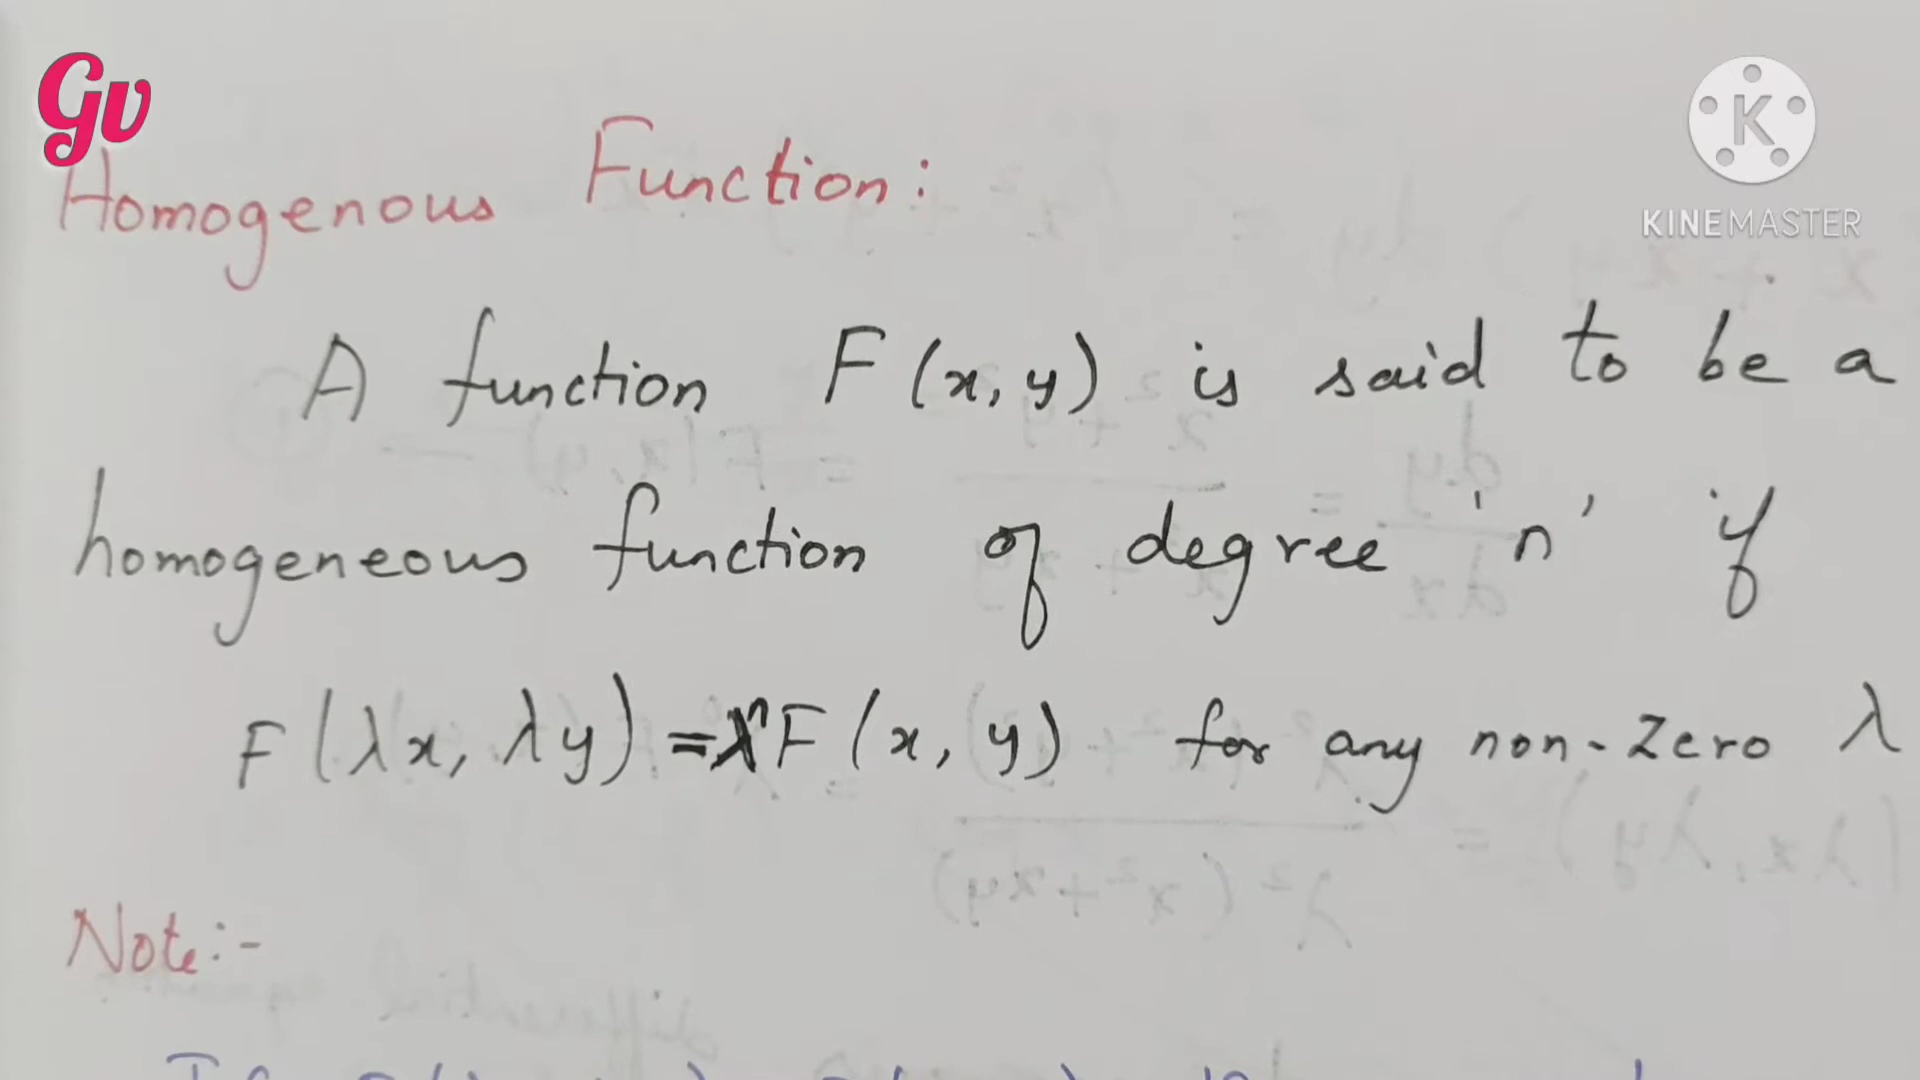 Gv
K
KINEMASTER
Homogenous Function:
A function F(x, y) is said to be a
homogeneous function of degree 'n' if
F(λx, λy) = λⁿF(x, y) for any non-zero λ
Note:-